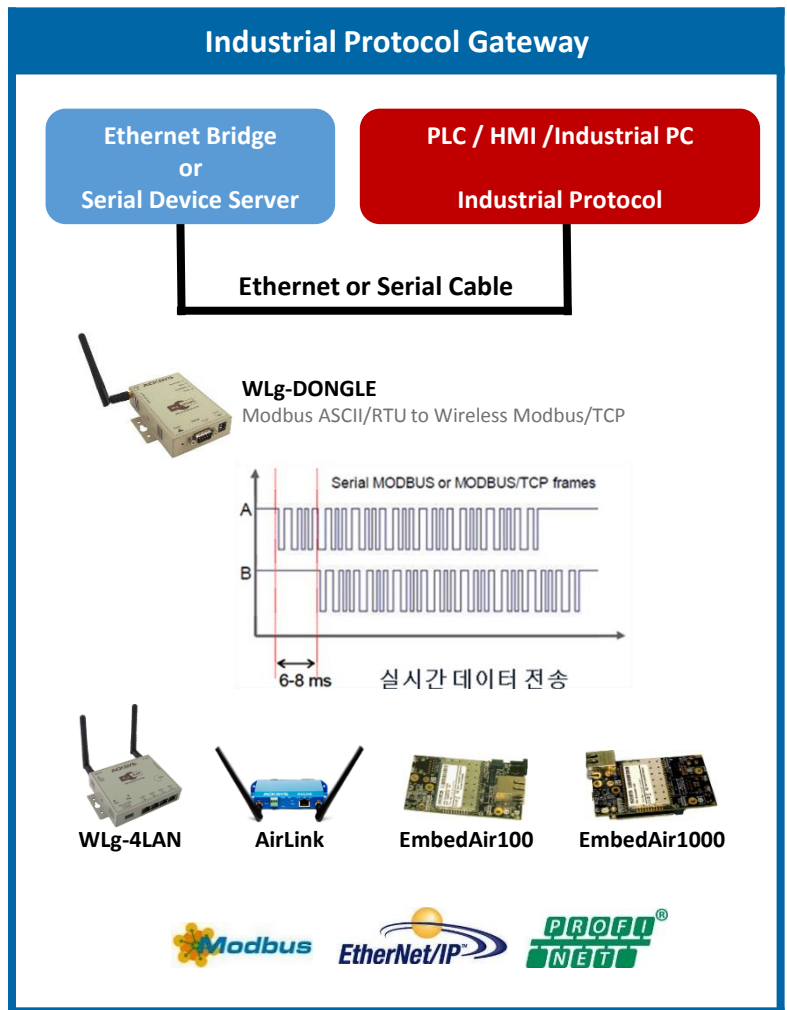 Industrial Protocol Gateway
Ethernet Bridge
or
Serial Device Server
PLC / HMI /Industrial PC
Industrial Protocol
Ethernet or Serial Cable
WLg-DONGLE
Modbus ASCII/RTU to Wireless Modbus/TCP
Serial MODBUS or MODBUS/TCP frames
A
B
6-8 ms
실시간 데이터 전송
WLg-4LAN
AirLink
EmbedAir100
EmbedAir1000
Modbus
EtherNet/IP™
PROFI®
NET